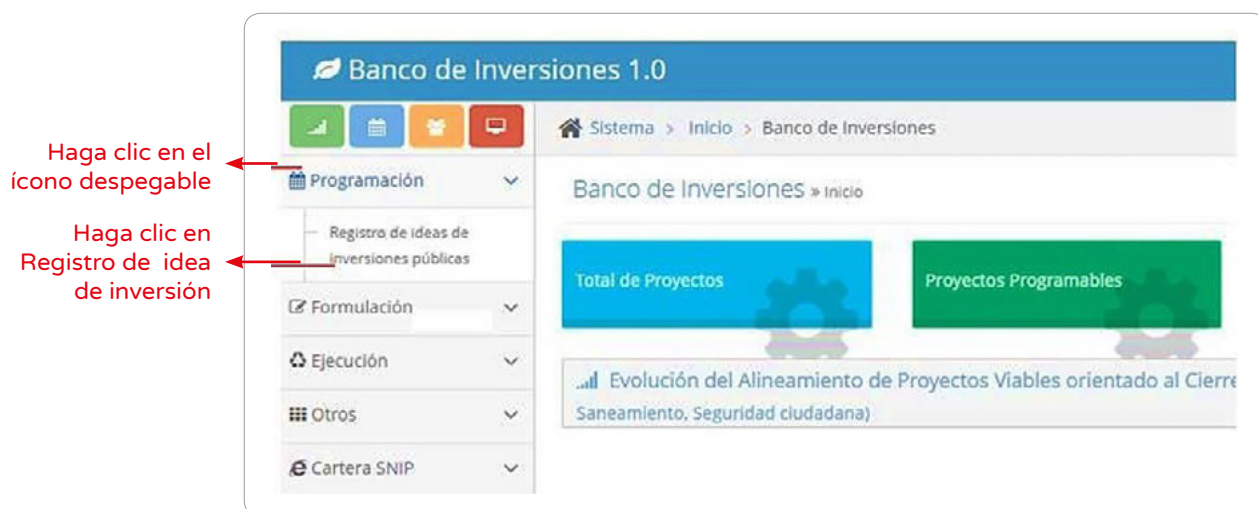 Banco de Inversiones 1.0
Sistema > Inicio > Banco de Inversiones
Haga clic en el
ícono despegable
Programación
Banco de Inversiones » Inicio
Haga clic en
Registro de idea
de inversión
Registro de ideas de
inversiones públicas
Total de Proyectos
Proyectos Programables
Formulación
Ejecución
Evolución del Alineamiento de Proyectos Viables orientado al Cierre
Saneamiento, Seguridad ciudadana)
Otros
Cartera SNIP